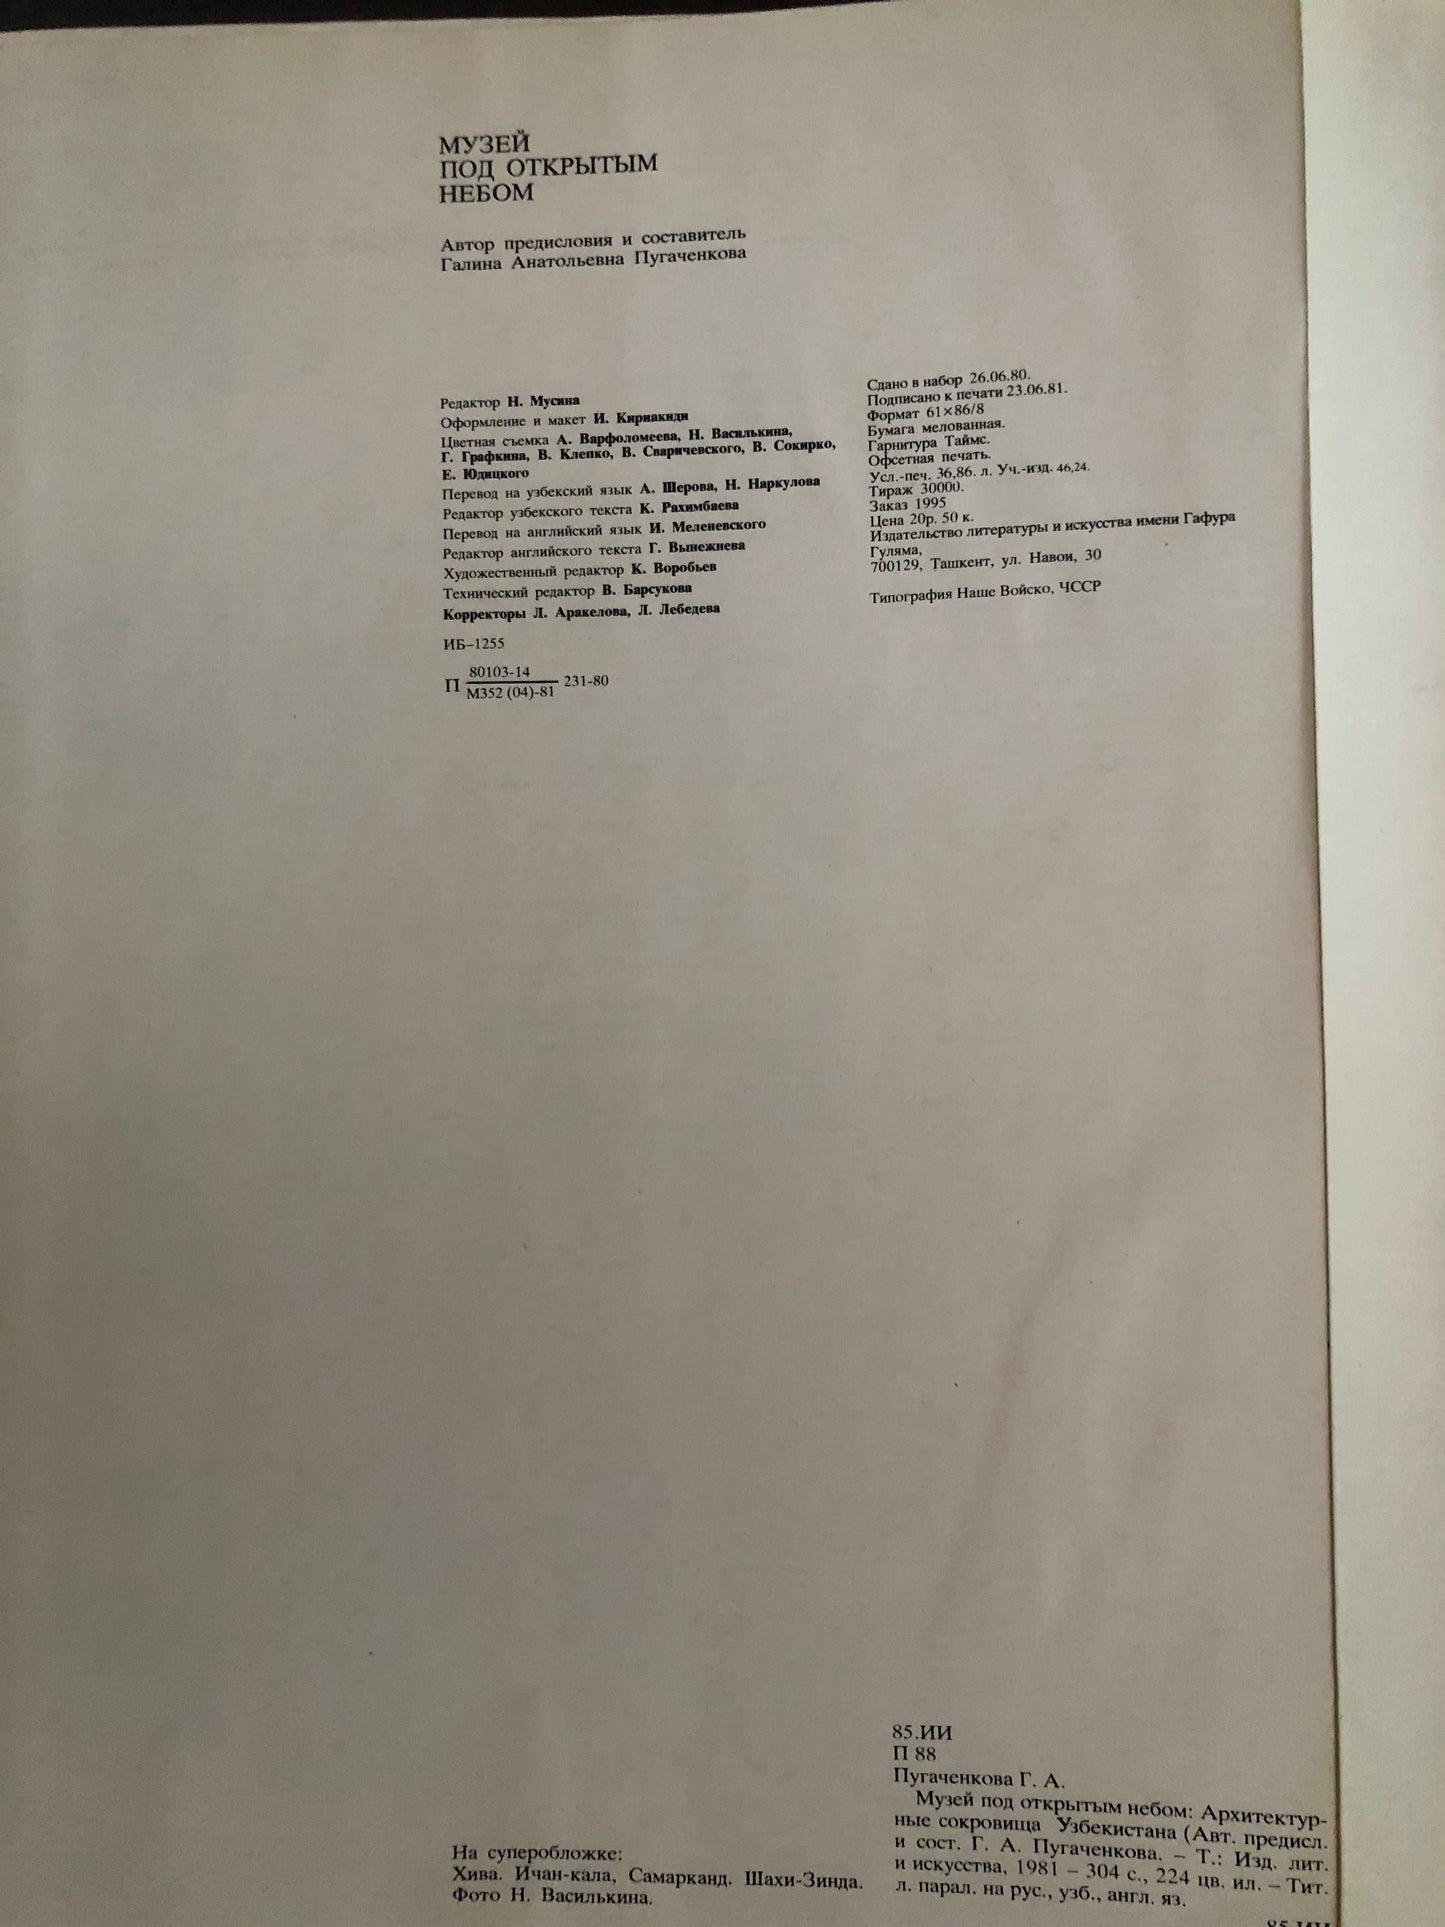 МУЗЕЙ
ПОД ОТКРЫТЫМ
НЕБОМ
Автор предисловия и составитель
Галина Анатольевна Пугаченкова
Редактор Н. Мусина
Оформление и макет И. Кириакиди
Цветная съемка А. Варфоломеева, Н. Василькина,
Г. Графкина, В. Клепко, В. Сваричевского, В. Сокирко,
Е. Юдицкого
Перевод на узбекский язык А. Шерова, Н. Наркулова
Редактор узбекского текста К. Рахимбаева
Перевод на английский язык И. Меленевского
Редактор английского текста Г. Вынежнева
Художественный редактор К. Воробьев
Технический редактор В. Барсукова
Корректоры Л. Аракелова, Л. Лебедева
ИБ–1255
80103-14
П 231-80
М352 (04)-81
Сдано в набор 26.06.80.
Подписано к печати 23.06.81.
Формат 61×86/8
Бумага мелованная.
Гарнитура Таймс.
Офсетная печать.
Усл.-печ. 36,86. л. Уч.-изд. 46,24.
Тираж 30000.
Заказ 1995
Цена 20р. 50 к.
Издательство литературы и искусства имени Гафура
Гуляма,
700129, Ташкент, ул. Навои, 30
Типография Наше Войско, ЧССР
На суперобложке:
Хива. Ичан-кала, Самарканд. Шахи-Зинда.
Фото Н. Василькина.
85.ИИ
П 88
Пугаченкова Г. А.
Музей под открытым небом: Архитектур-
ные сокровища Узбекистана (Авт. предисл.
и сост. Г. А. Пугаченкова. – Т.: Изд. лит.
и искусства, 1981 – 304 с., 224 цв. ил. – Тит.
л. парал. на рус., узб., англ. яз.
85.ИИ